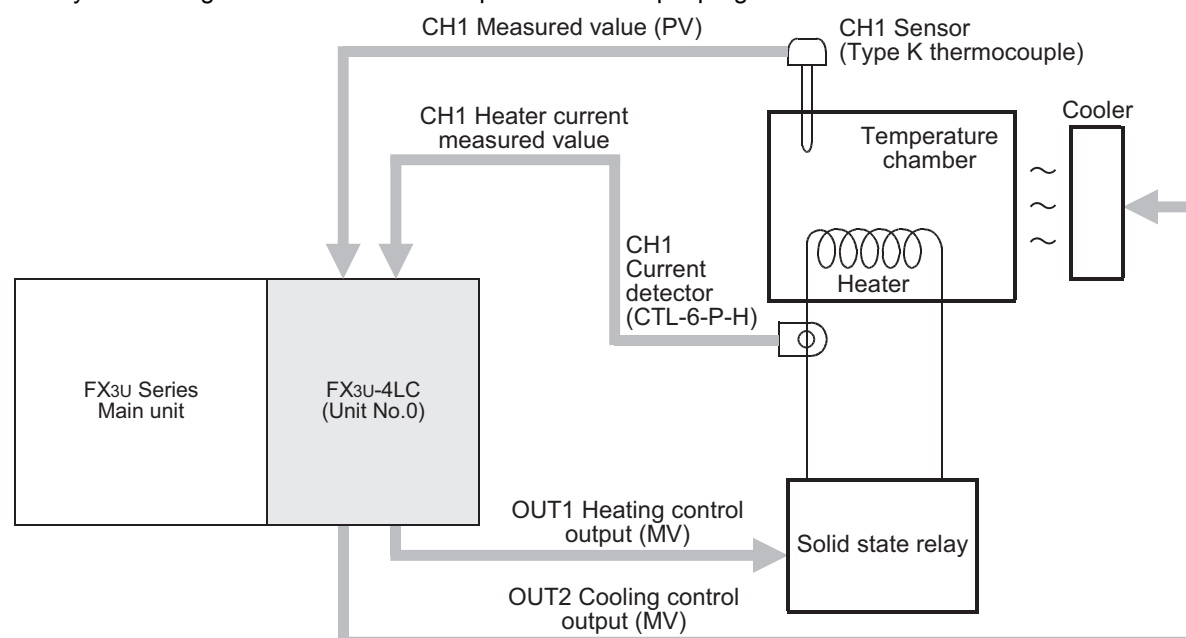 CH1 Measured value (PV)
CH1 Sensor
(Type K thermocouple)
CH1 Heater current
measured value
Temperature
chamber
Cooler
CH1
Current
detector
(CTL-6-P-H)
Heater
FX3U Series
Main unit
FX3U-4LC
(Unit No.0)
OUT1 Heating control
output (MV)
Solid state relay
OUT2 Cooling control
output (MV)